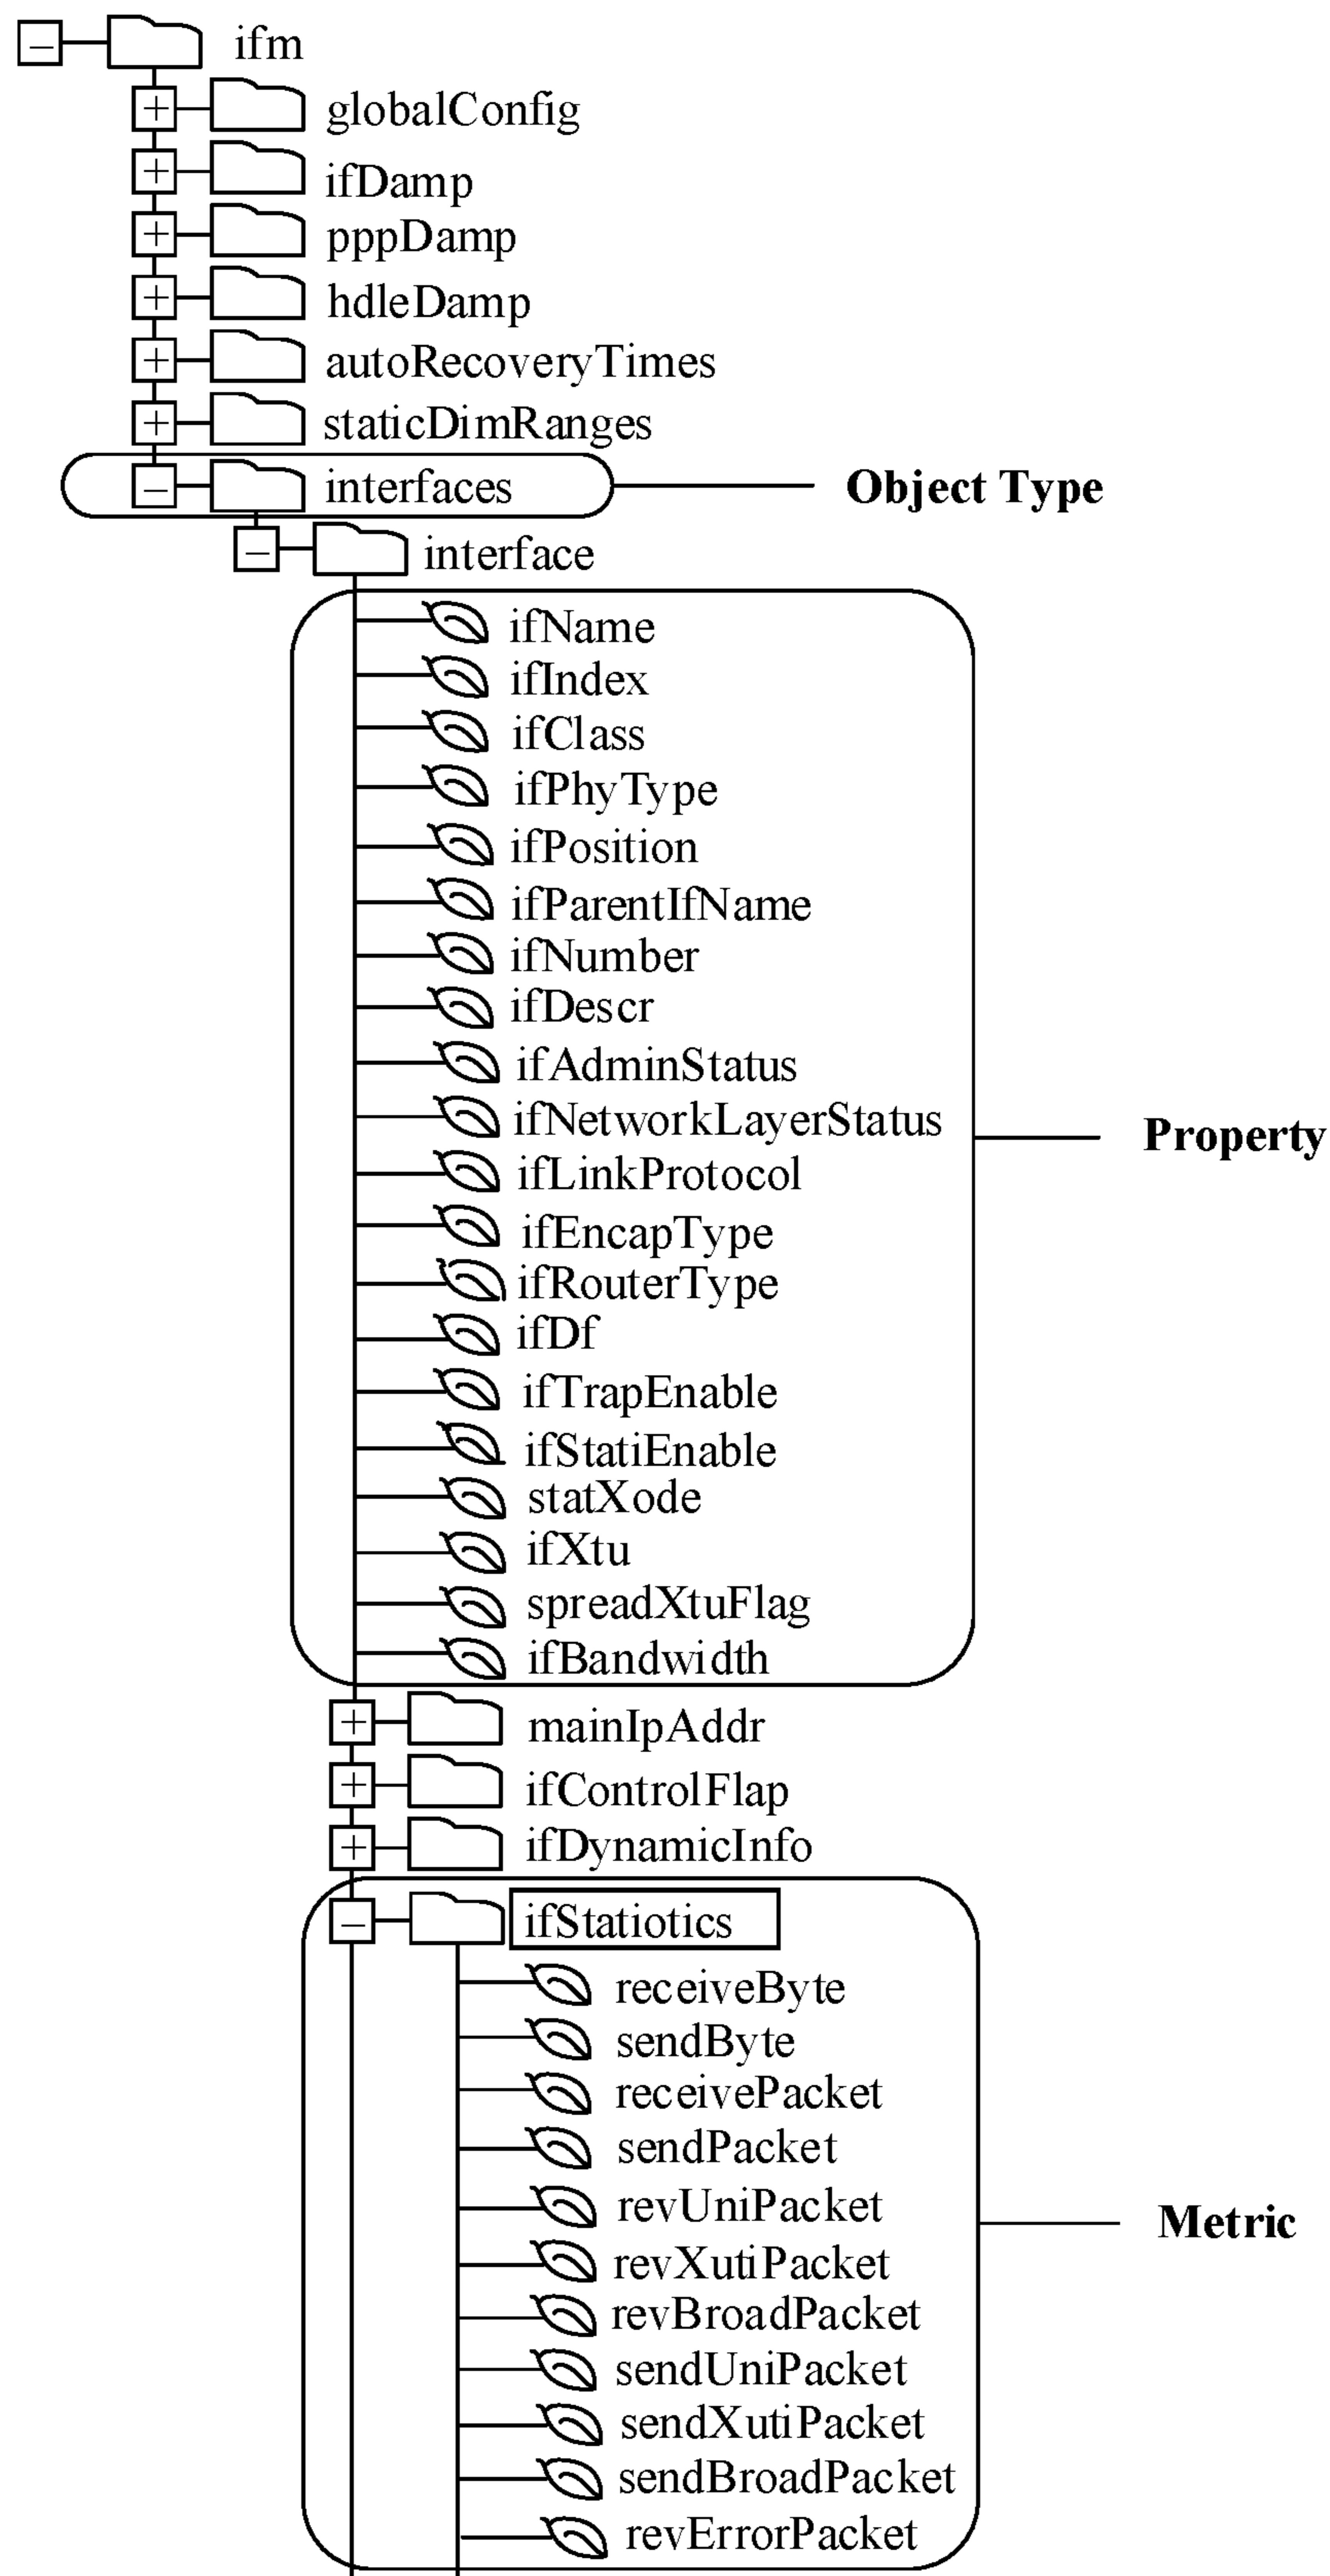 ifm
globalConfig
ifDamp
pppDamp
hdleDamp
autoRecoveryTimes
staticDimRanges
interfaces
Object Type
interface
ifName
ifIndex
ifClass
ifPhyType
ifPosition
ifParentIfName
ifNumber
ifDescr
ifAdminStatus
ifNetworkLayerStatus
Property
ifLinkProtocol
ifEncapType
ifRouterType
ifDf
ifTrapEnable
ifStatiEnable
statXode
ifXtu
spreadXtuFlag
ifBandwidth
mainIpAddr
ifControlFlap
ifDynamicInfo
ifStatiotics
receiveByte
sendByte
receivePacket
sendPacket
revUniPacket
Metric
revXutiPacket
revBroadPacket
sendUniPacket
sendXutiPacket
sendBroadPacket
revErrorPacket